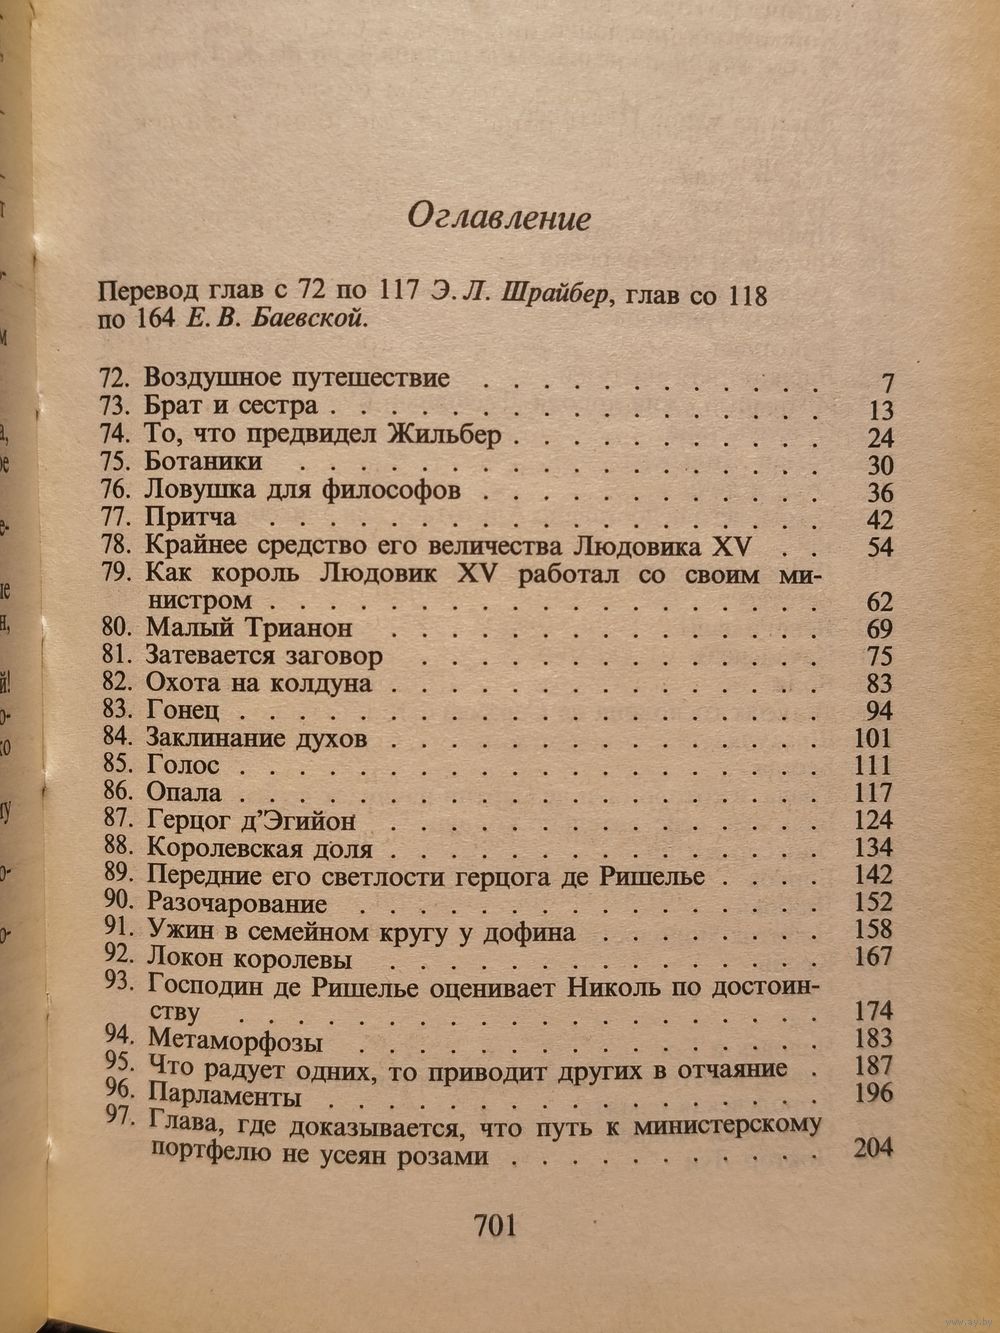 Оглавление
Перевод глав с 72 по 117 Э. Л. Шрайбер, глав со 118
по 164 Е. В. Баевской.
72. Воздушное путешествие . . . . . . . . . . . . 7
73. Брат и сестра . . . . . . . . . . . . . . . . . 13
74. То, что предвидел Жильбер . . . . . . . . . . . 24
75. Ботаники . . . . . . . . . . . . . . . . . . 30
76. Ловушка для философов . . . . . . . . . . . . 36
77. Притча . . . . . . . . . . . . . . . . . . . 42
78. Крайнее средство его величества Людовика XV . . 54
79. Как король Людовик XV работал со своим ми-
нистром . . . . . . . . . . . . . . . . . . . 62
80. Малый Трианон . . . . . . . . . . . . . . . 69
81. Затевается заговор . . . . . . . . . . . . . . 75
82. Охота на колдуна . . . . . . . . . . . . . . . 83
83. Гонец . . . . . . . . . . . . . . . . . . . . 94
84. Заклинание духов . . . . . . . . . . . . . . . 101
85. Голос . . . . . . . . . . . . . . . . . . . . 111
86. Опала . . . . . . . . . . . . . . . . . . . . 117
87. Герцог д’Эгийон . . . . . . . . . . . . . . . 124
88. Королевская доля . . . . . . . . . . . . . . . 134
89. Передние его светлости герцога де Ришелье . . . . 142
90. Разочарование . . . . . . . . . . . . . . . . 152
91. Ужин в семейном кругу у дофина . . . . . . . . 158
92. Локон королевы . . . . . . . . . . . . . . . 167
93. Господин де Ришелье оценивает Николь по достоин-
ству . . . . . . . . . . . . . . . . . . . . 174
94. Метаморфозы . . . . . . . . . . . . . . . . 183
95. Что радует одних, то приводит других в отчаяние . 187
96. Парламенты . . . . . . . . . . . . . . . . . 196
97. Глава, где доказывается, что путь к министерскому
портфелю не усеян розами . . . . . . . . . . . 204
701
www.ay.by